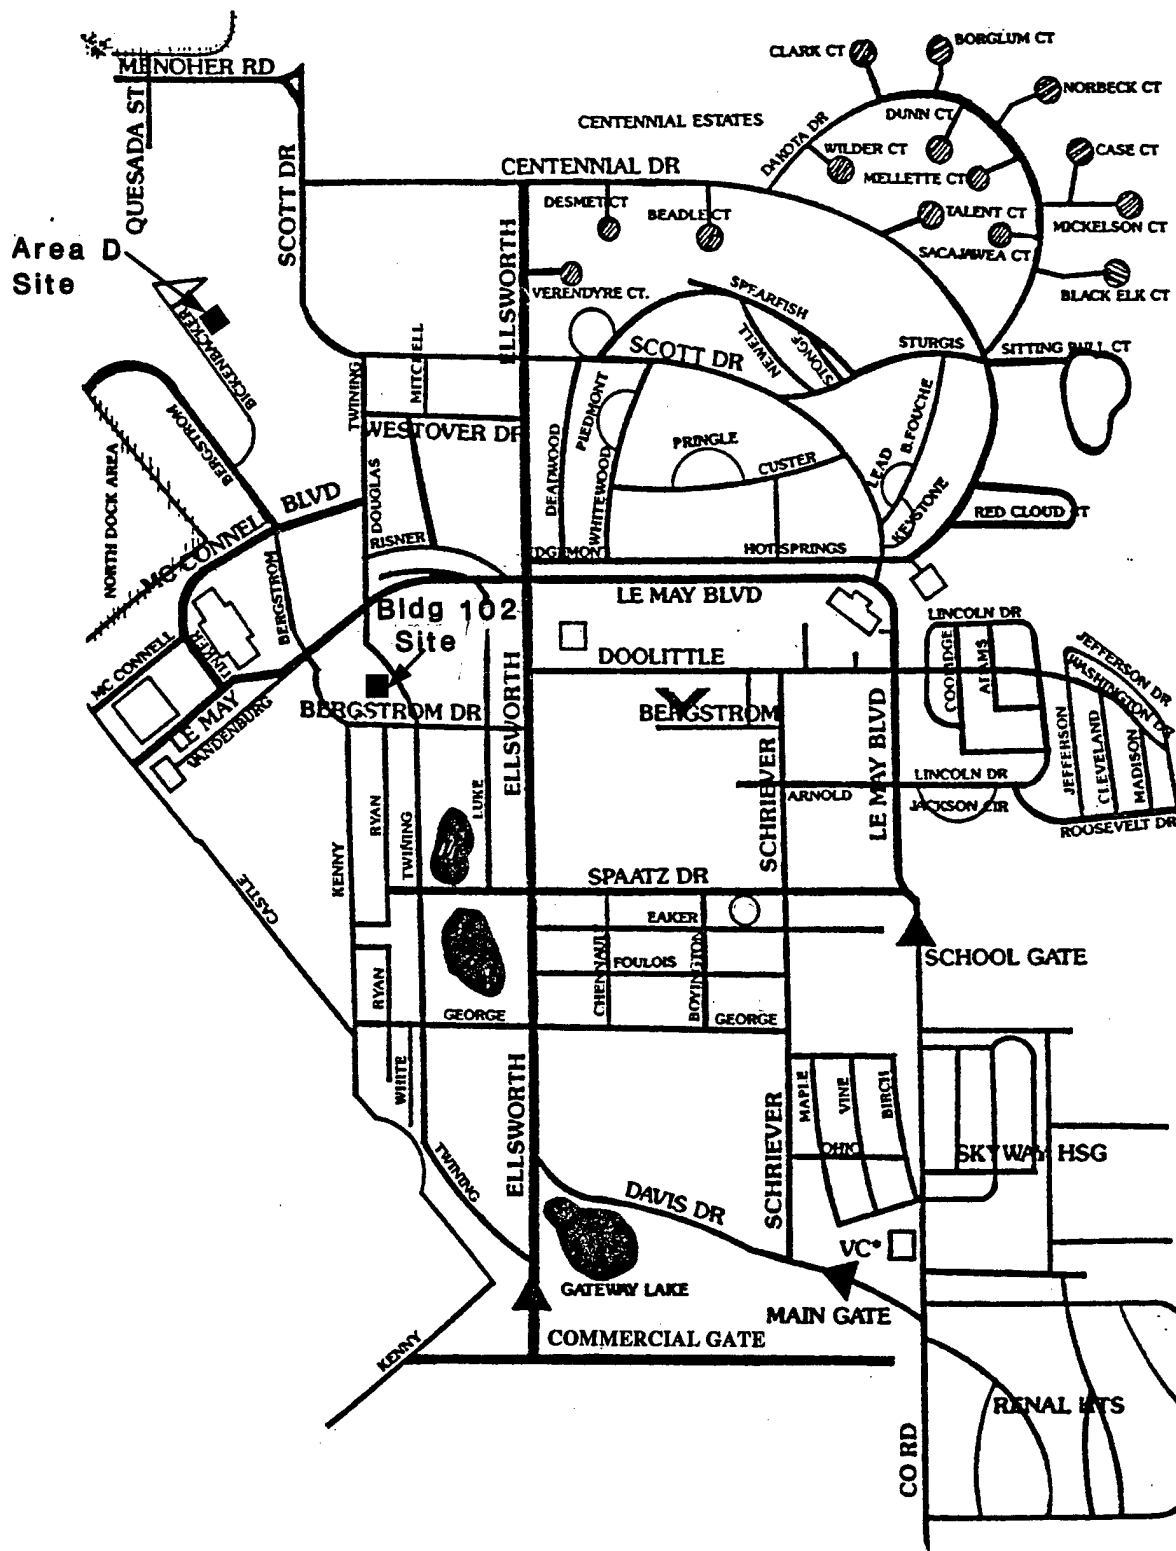 CLARK CT
BORGLUM CT
MENOHER RD
NORBECK CT
QUESADA ST
CENTENNIAL ESTATES
DUNN CT
DAKOTA DR
WILDER CT
CASE CT
SCOTT DR
CENTENNIAL DR
MELLETTE CT
DESMET CT
BEADLE CT
TALENT CT
MICKELSON CT
SACAJAWEA CT
Area D
Site
ELLSWORTH
VERENDYRE CT.
BLACK ELK CT
SPEARFISH
BICKENBACKER
MITCHELL
SCOTT DR
NEWELL
STONGE
STURGIS
SITTING BULL CT
TWINING
BERGSTROM
WESTOVER DR
DEADWOOD
PIEDMONT
WHITEWOOD
PRINGLE
CUSTER
LEAD
B.FOUCHE
KEYSTONE
NORTH DOCK AREA
MC CONNELL BLVD
DOUGLAS
RISNER
RED CLOUD CT
EDGEMONT
HOT SPRINGS
BERGSTROM
LE MAY BLVD
Bldg 102
Site
LINCOLN DR
MC CONNELL
TINKER
DOOLITTLE
COOLIDGE
ADAMS
JEFFERSON DR
WASHINGTON DR
LE MAY
VANDENBURG
BERGSTROM DR
ELLSWORTH
BERGSTROM
LE MAY BLVD
JEFFERSON
CLEVELAND
MADISON
SCHRIEVER
LINCOLN DR
ARNOLD
JACKSON CIR
ROOSEVELT DR
RYAN
TWINING
LUKE
KENNY
CASTLE
SPAATZ DR
EAKER
CHENNAULT
FOULOIS
BOYINGTON
SCHOOL GATE
RYAN
GEORGE
GEORGE
WHITE
ELLSWORTH
SCHRIEVER
MAPLE
VINE
BIRCH
OHIO
SKYWAY HSG
TWINING
DAVIS DR
VC*
GATEWAY LAKE
MAIN GATE
COMMERCIAL GATE
KENNY
RENAL HTS
CO RD